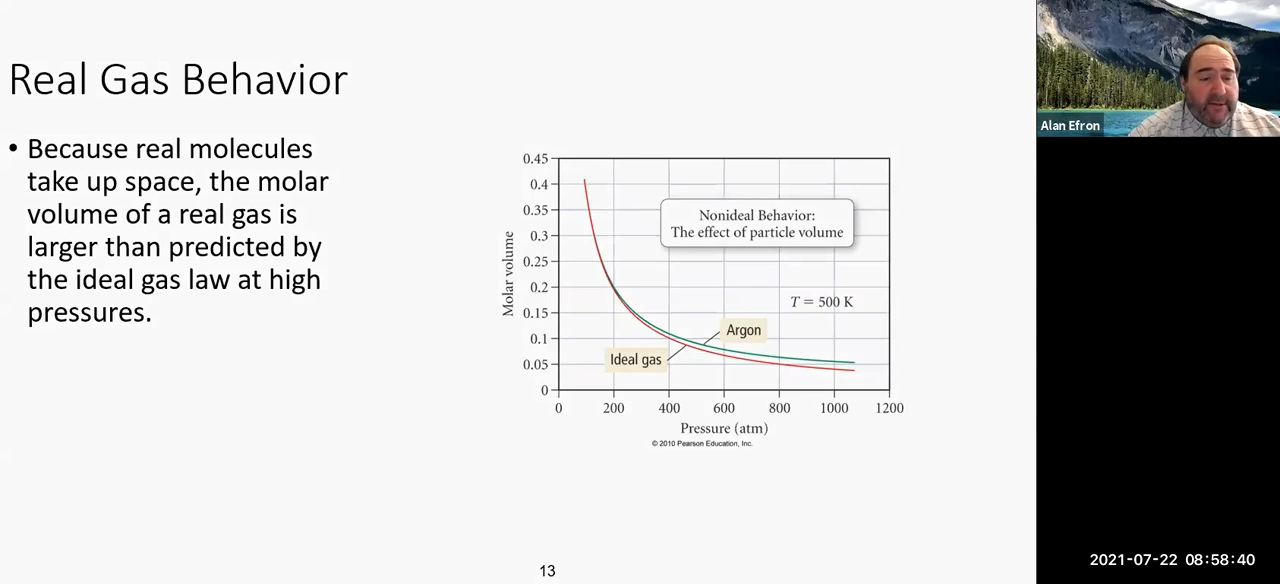 Real Gas Behavior
• Because real molecules
take up space, the molar
volume of a real gas is
larger than predicted by
the ideal gas law at high
pressures.
Molar volume
0.45
0.4
0.35
0.3
0.25
0.2
0.15
0.1
0.05
0
Nonideal Behavior:
The effect of particle volume
T = 500 K
Argon
Ideal gas
0 200 400 600 800 1000 1200
Pressure (atm)
© 2010 Pearson Education, Inc.
13
Alan Efron
2021-07-22 08:58:40